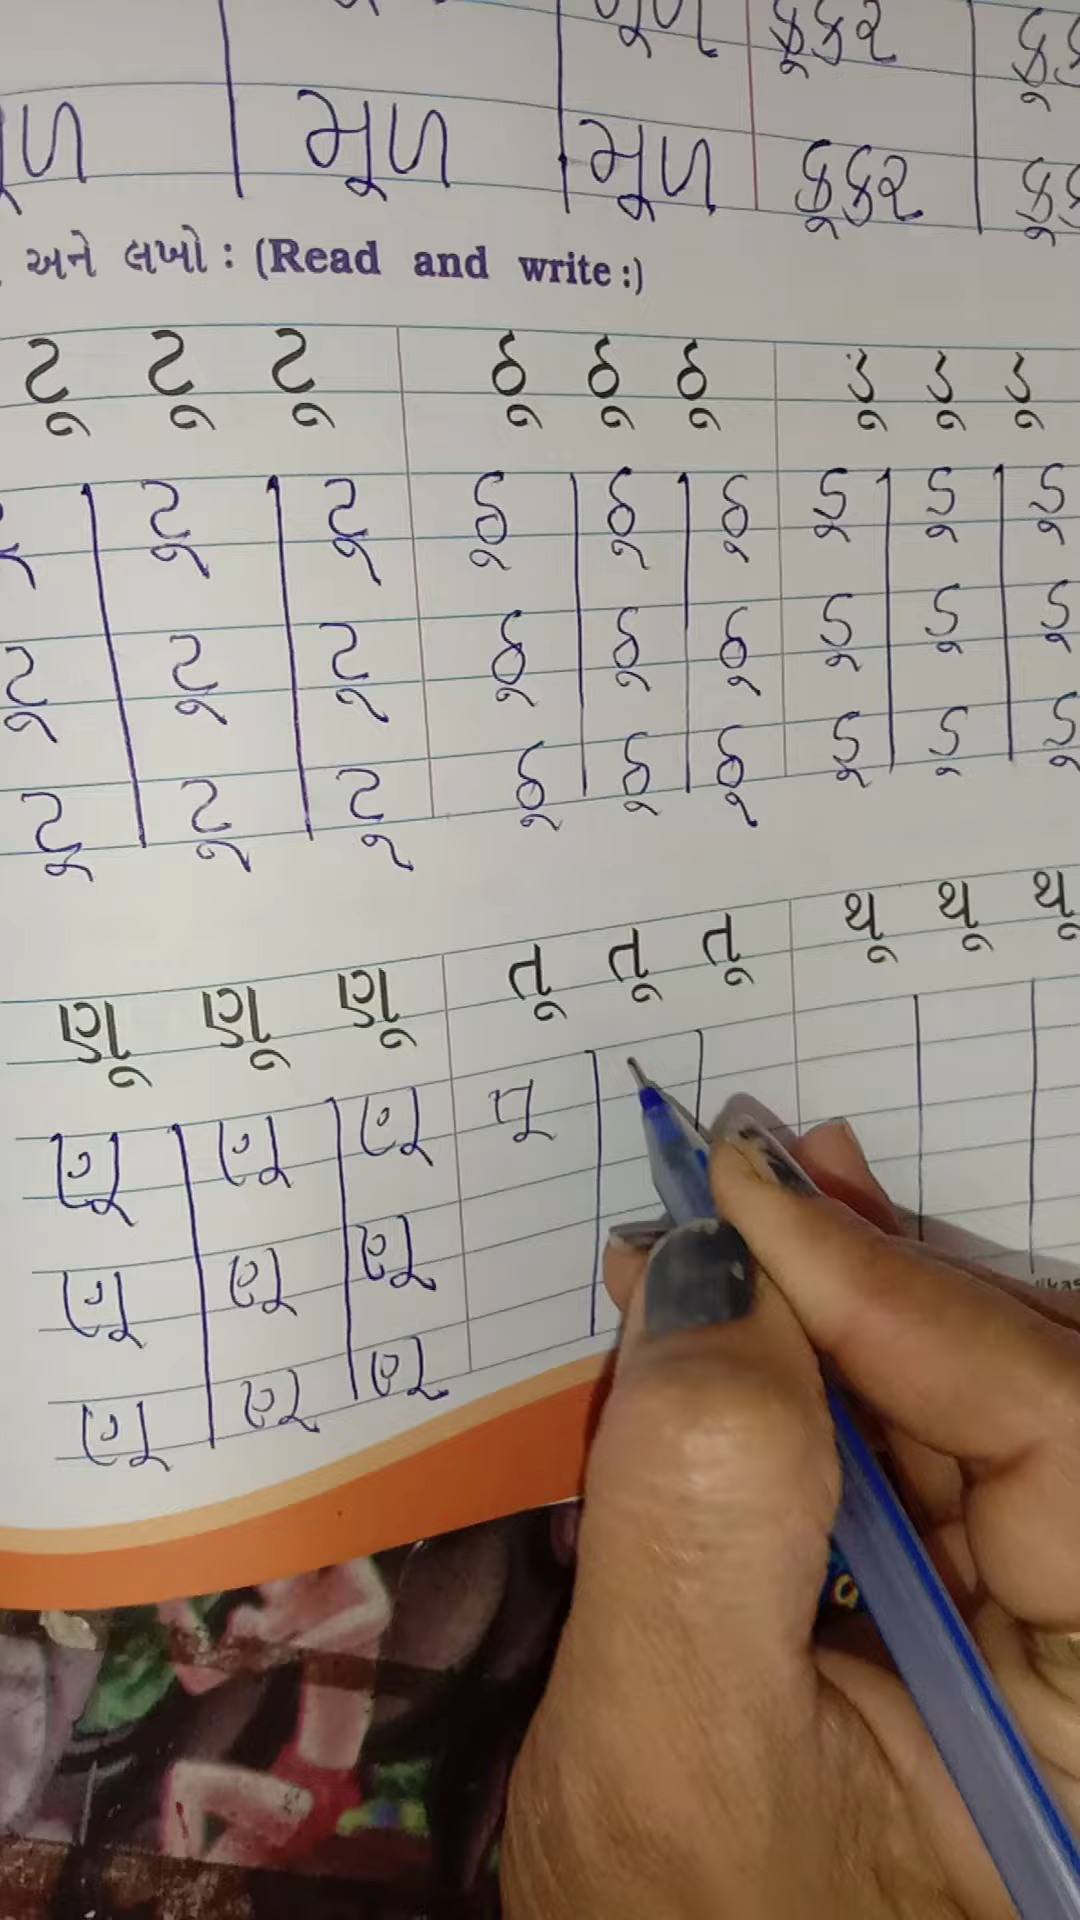 મૂળ કૂકર
મૂળ મૂળ કૂકર
અને લખો : (Read and write :)
ટૂ ટૂ ટૂ ઠૂ ઠૂ ઠૂ ડૂ ડૂ ડૂ
ટૂ ટૂ ઠૂ ઠૂ ઠૂ ડૂ ડૂ ડૂ
ટૂ ટૂ ટૂ ઠૂ ઠૂ ઠૂ ડૂ ડૂ ડૂ
ટૂ ટૂ ટૂ ઠૂ ઠૂ ઠૂ ડૂ ડૂ ડૂ
ણૂ ણૂ ણૂ તૂ તૂ તૂ થૂ થૂ થૂ
ણૂ ણૂ ણૂ તૂ
ણૂ ણૂ ણૂ
ણૂ ણૂ ણૂ